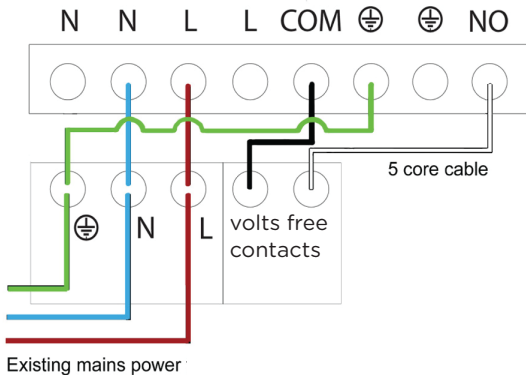 N N L L COM ⏚ ⏚ NO
5 core cable
⏚ N L volts free
contacts
Existing mains power